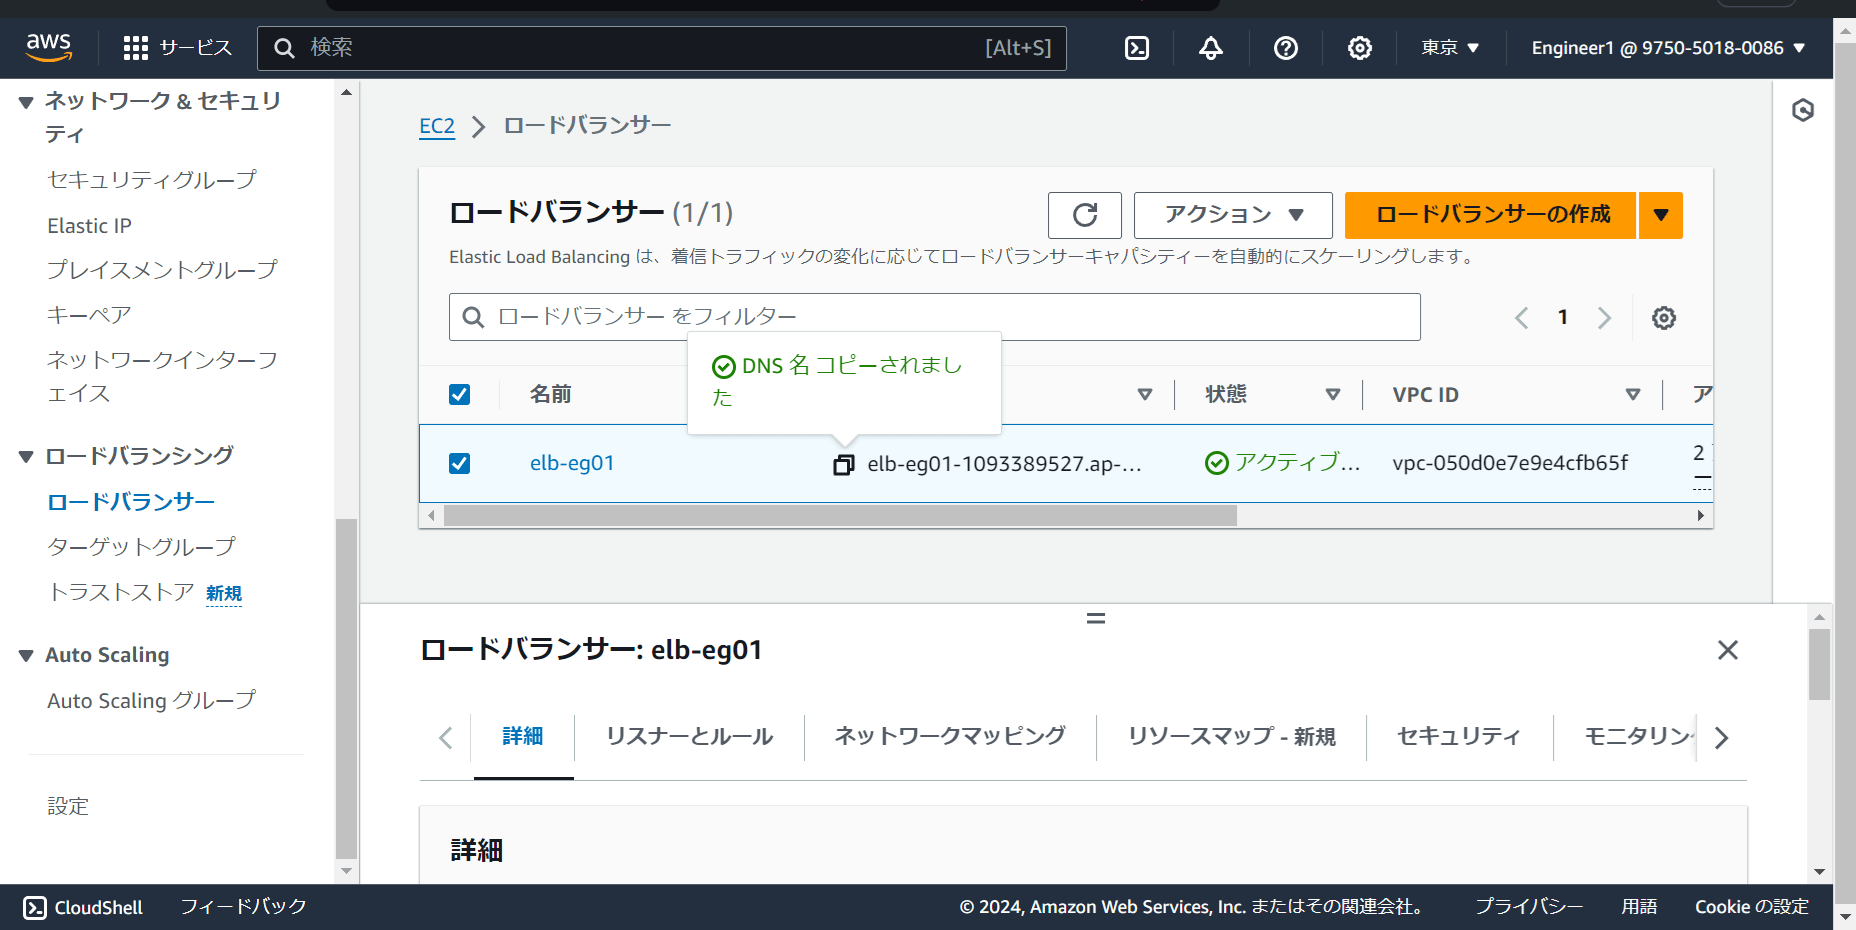 aws
サービス
検索
[Alt+S]
東京 ▼
Engineer1 @ 9750-5018-0086 ▼
ネットワーク & セキュリ
ティ
セキュリティグループ
Elastic IP
プレイスメントグループ
キーペア
ネットワークインターフ
ェイス
ロードバランシング
ロードバランサー
ターゲットグループ
トラストストア 新規
Auto Scaling
Auto Scaling グループ
設定
EC2 > ロードバランサー
ロードバランサー (1/1)
アクション ▼
ロードバランサーの作成
Elastic Load Balancing は、着信トラフィックの変化に応じてロードバランサーキャパシティーを自動的にスケーリングします。
ロードバランサー をフィルター
1
DNS 名 コピーされまし
た
名前
状態
VPC ID
ア
elb-eg01
elb-eg01-1093389527.ap-...
アクティブ...
vpc-050d0e7e9e4cfb65f
2
ロードバランサー: elb-eg01
詳細
リスナーとルール
ネットワークマッピング
リソースマップ - 新規
セキュリティ
モニタリン
詳細
CloudShell
フィードバック
© 2024, Amazon Web Services, Inc. またはその関連会社。
プライバシー
用語
Cookie の設定